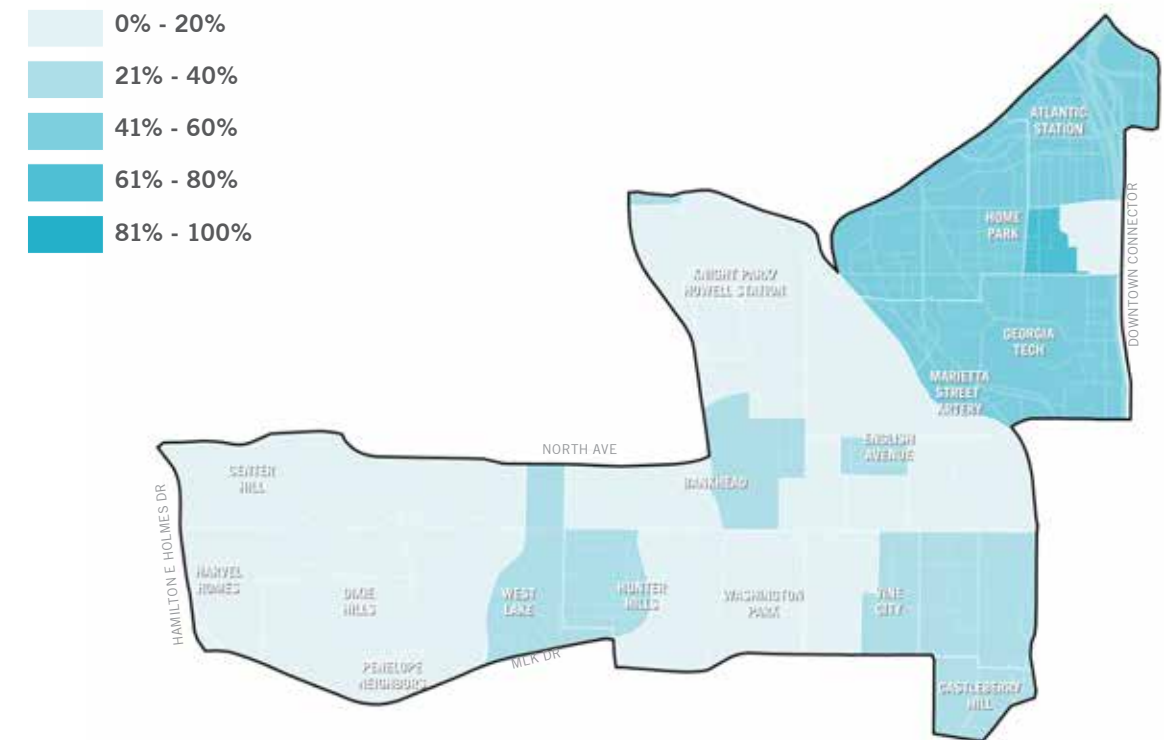 0% - 20%
21% - 40%
41% - 60%
61% - 80%
81% - 100%
ATLANTIC
STATION
HOME
PARK
DOWNTOWN CONNECTOR
KNIGHT PARK/
HOWELL STATION
GEORGIA
TECH
MARIETTA
STREET
ARTERY
NORTH AVE
ENGLISH
AVENUE
CENTER
HILL
BANKHEAD
HAMILTON E HOLMES DR
HARVEL
HOMES
DIXIE
HILLS
WEST
LAKE
HUNTER
HILLS
WASHINGTON
PARK
VINE
CITY
MLK DR
PENELOPE
NEIGHBORS
CASTLEBERRY
HILL